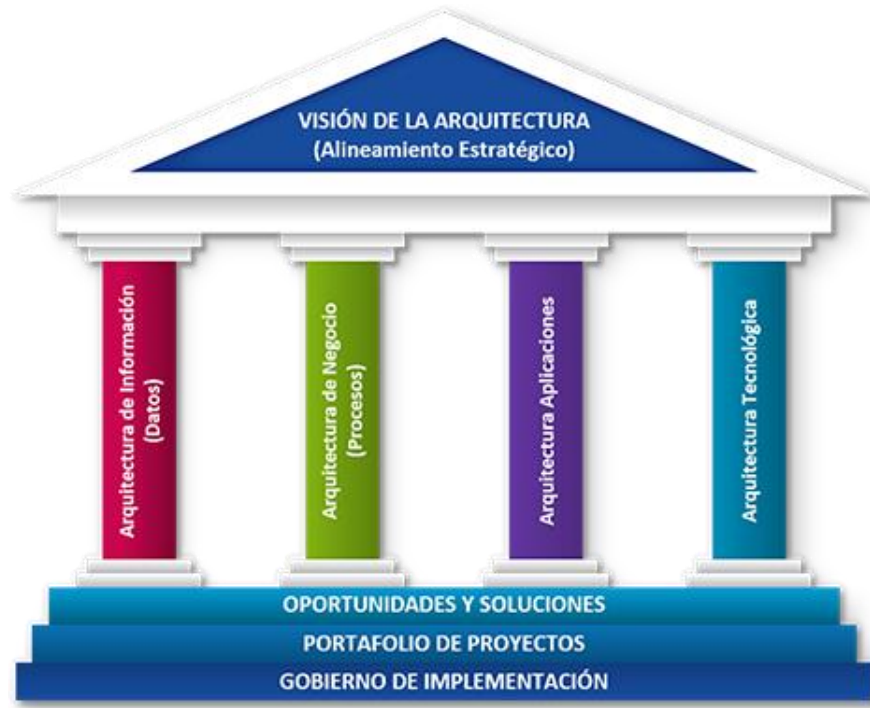 VISIÓN DE LA ARQUITECTURA
(Alineamiento Estratégico)
Arquitectura de Información
(Datos)
Arquitectura de Negocio
(Procesos)
Arquitectura Aplicaciones
Arquitectura Tecnológica
OPORTUNIDADES Y SOLUCIONES
PORTAFOLIO DE PROYECTOS
GOBIERNO DE IMPLEMENTACIÓN